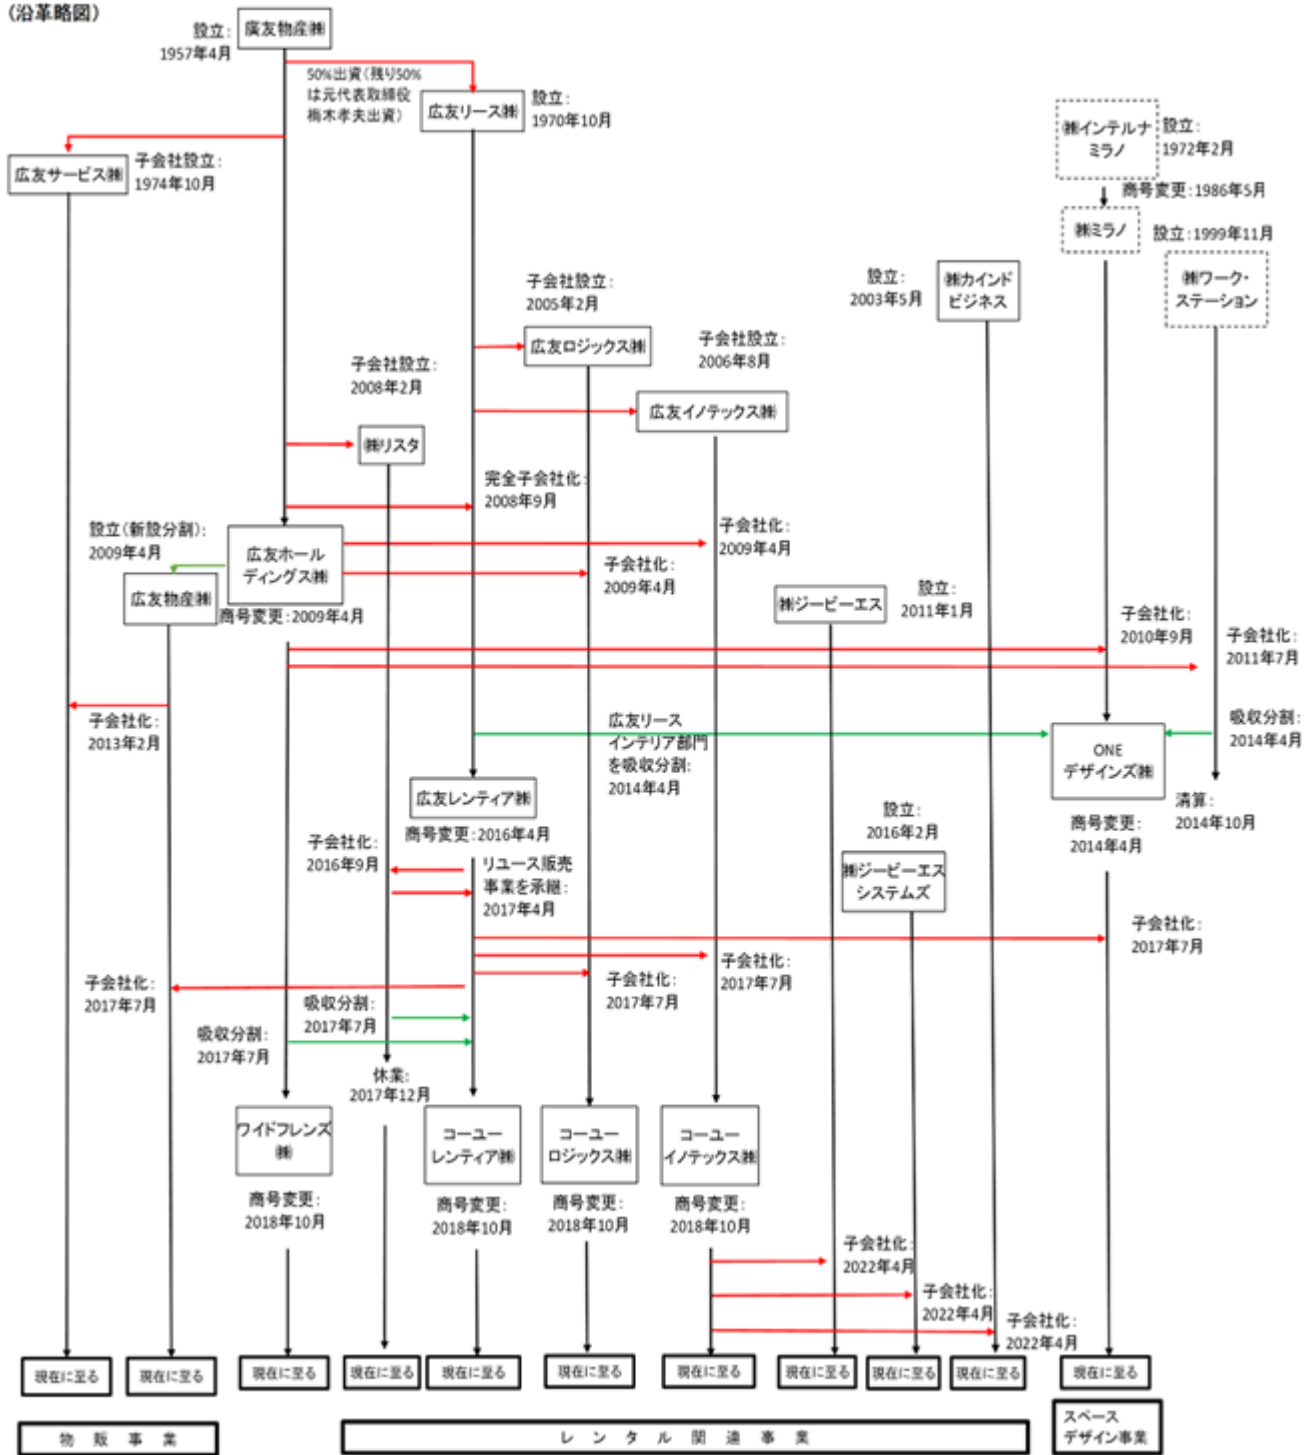 (沿革略図)
設立：
1957年4月
廣友物産㈱
50%出資（残り50%
は元代表取締役
梅木孝夫出資）
広友リース㈱
設立：
1970年10月
㈱インテルナ
ミラノ
設立：
1972年2月
広友サービス㈱
子会社設立：
1974年10月
商号変更：1986年5月
㈱ミラノ
設立：1999年11月
㈱ワーク・
ステーション
設立：
2003年5月
㈱カインド
ビジネス
子会社設立：
2005年2月
広友ロジックス㈱
子会社設立：
2006年8月
広友イノテックス㈱
子会社設立：
2008年2月
㈱リスタ
完全子会社化：
2008年9月
設立（新設分割）：
2009年4月
広友ホール
ディングス㈱
商号変更：2009年4月
広友物産㈱
子会社化：
2009年4月
子会社化：
2009年4月
㈱ジービーエス
設立：
2011年1月
子会社化：
2010年9月
子会社化：
2011年7月
子会社化：
2013年2月
広友リース
インテリア部門
を吸収分割：
2014年4月
ONE
デザインズ㈱
吸収分割：
2014年4月
清算：
2014年10月
商号変更：
2014年4月
広友レンティア㈱
商号変更：2016年4月
設立：
2016年2月
㈱ジービーエス
システムズ
子会社化：
2016年9月
リユース販売
事業を承継：
2017年4月
子会社化：
2017年7月
子会社化：
2017年7月
子会社化：
2017年7月
子会社化：
2017年7月
吸収分割：
2017年7月
吸収分割：
2017年7月
休業：
2017年12月
ワイドフレンズ
㈱
商号変更：
2018年10月
コーユー
レンティア㈱
商号変更：
2018年10月
コーユー
ロジックス㈱
商号変更：
2018年10月
コーユー
イノテックス㈱
商号変更：
2018年10月
子会社化：
2022年4月
子会社化：
2022年4月
子会社化：
2022年4月
現在に至る
現在に至る
現在に至る
現在に至る
現在に至る
現在に至る
現在に至る
現在に至る
現在に至る
現在に至る
現在に至る
物販事業
レンタル関連事業
スペース
デザイン事業